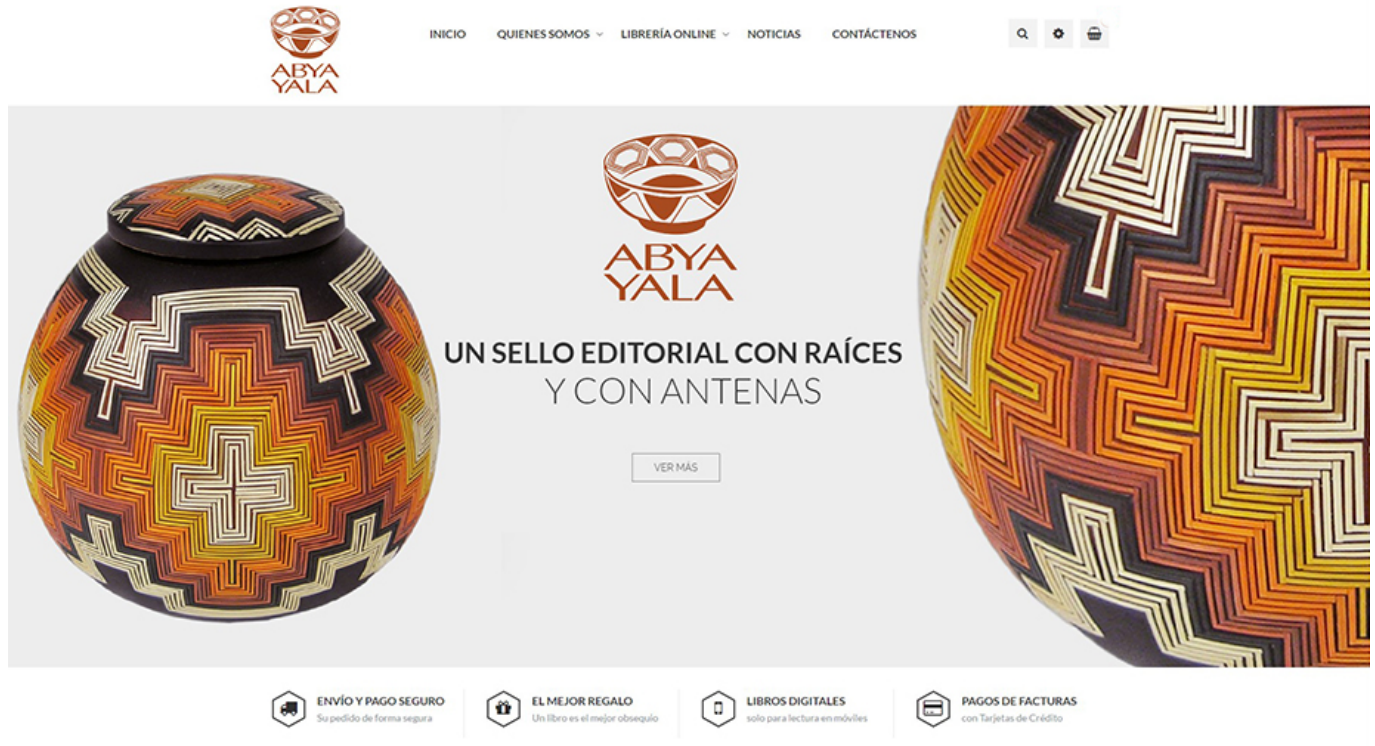 ABYA
YALA
INICIO
QUIENES SOMOS
LIBRERÍA ONLINE
NOTICIAS
CONTÁCTENOS
ABYA
YALA
UN SELLO EDITORIAL CON RAÍCES
Y CON ANTENAS
VER MÁS
ENVÍO Y PAGO SEGURO
Su pedido de forma segura
EL MEJOR REGALO
Un libro es el mejor obsequio
LIBROS DIGITALES
solo para lectura en móviles
PAGOS DE FACTURAS
con Tarjetas de Crédito